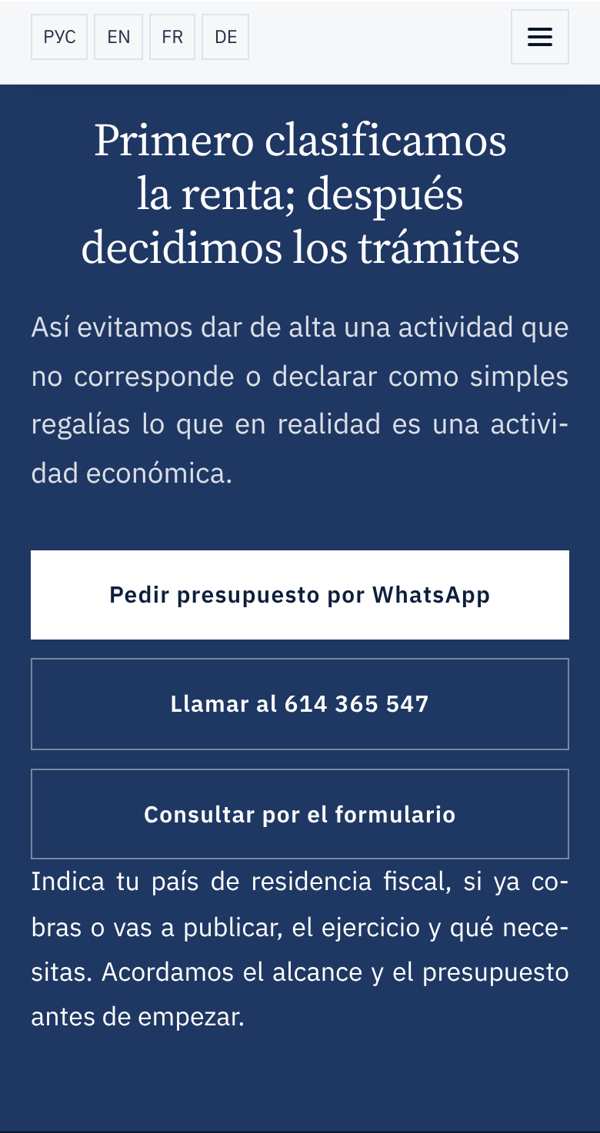 РУС EN FR DE
Primero clasificamos
la renta; después
decidimos los trámites
Así evitamos dar de alta una actividad que
no corresponde o declarar como simples
regalías lo que en realidad es una activi-
dad económica.
Pedir presupuesto por WhatsApp
Llamar al 614 365 547
Consultar por el formulario
Indica tu país de residencia fiscal, si ya co-
bras o vas a publicar, el ejercicio y qué nece-
sitas. Acordamos el alcance y el presupuesto
antes de empezar.